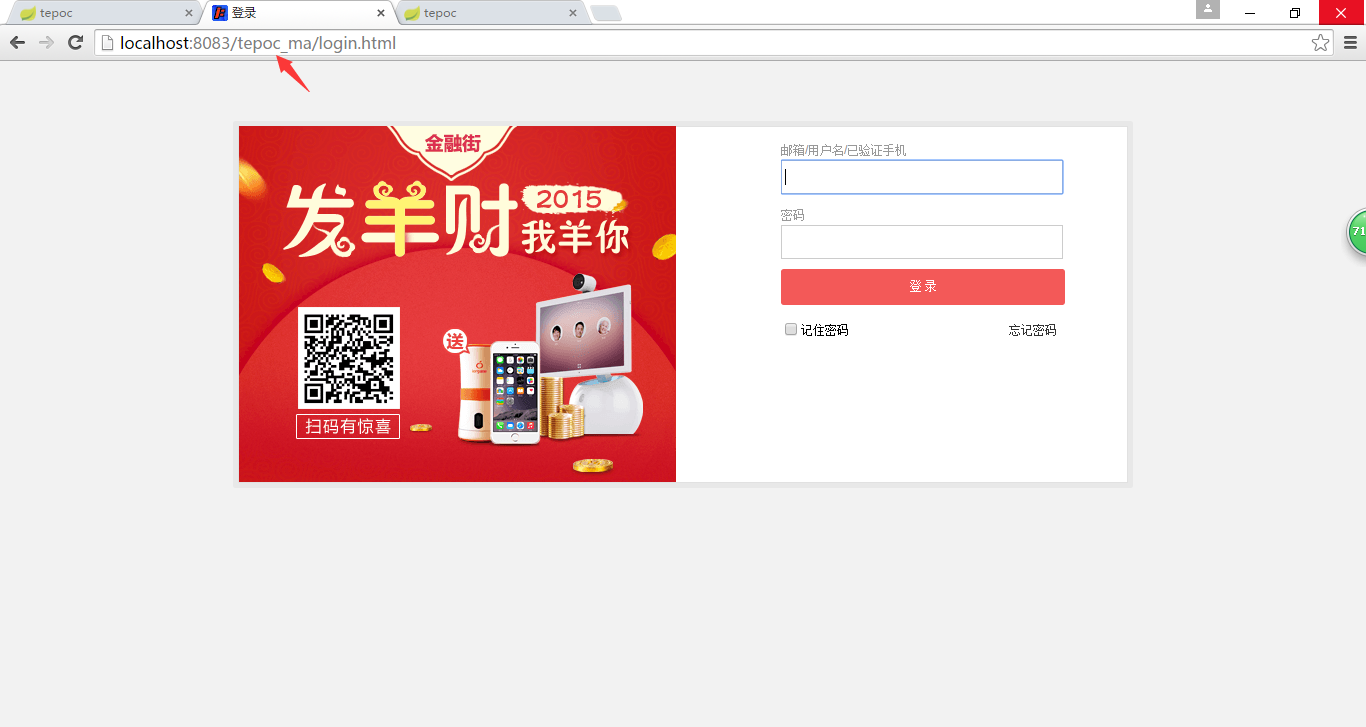 tepoc
登录
tepoc
localhost:8083/tepoc_ma/login.html
71
金融街
发羊财
2015
我羊你
送
扫码有惊喜
邮箱/用户名/已验证手机
密码
登 录
记住密码
忘记密码